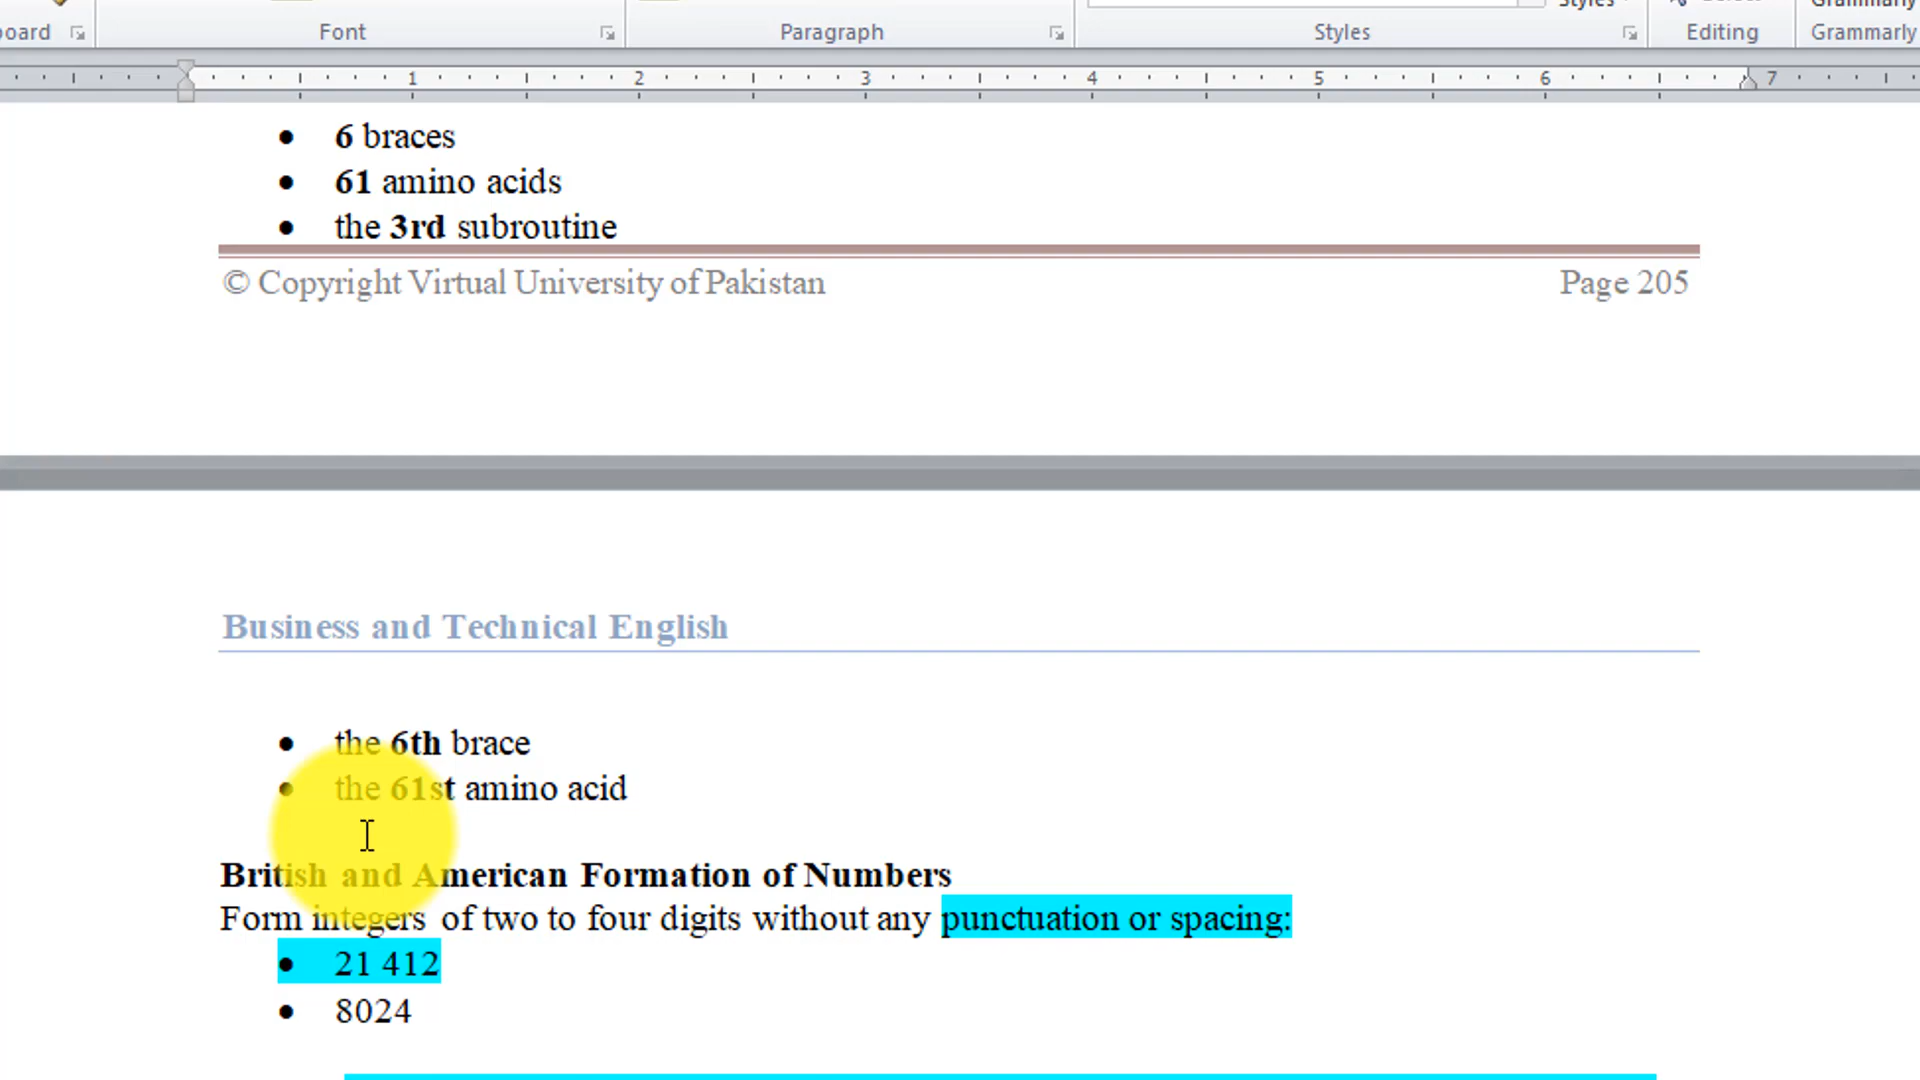 board Font Paragraph Styles Editing Grammarly
1 2 3 4 5 6 7
• 6 braces
• 61 amino acids
• the 3rd subroutine
© Copyright Virtual University of Pakistan Page 205
Business and Technical English
• the 6th brace
• the 61st amino acid
British and American Formation of Numbers
Form integers of two to four digits without any punctuation or spacing:
• 21 412
• 8024